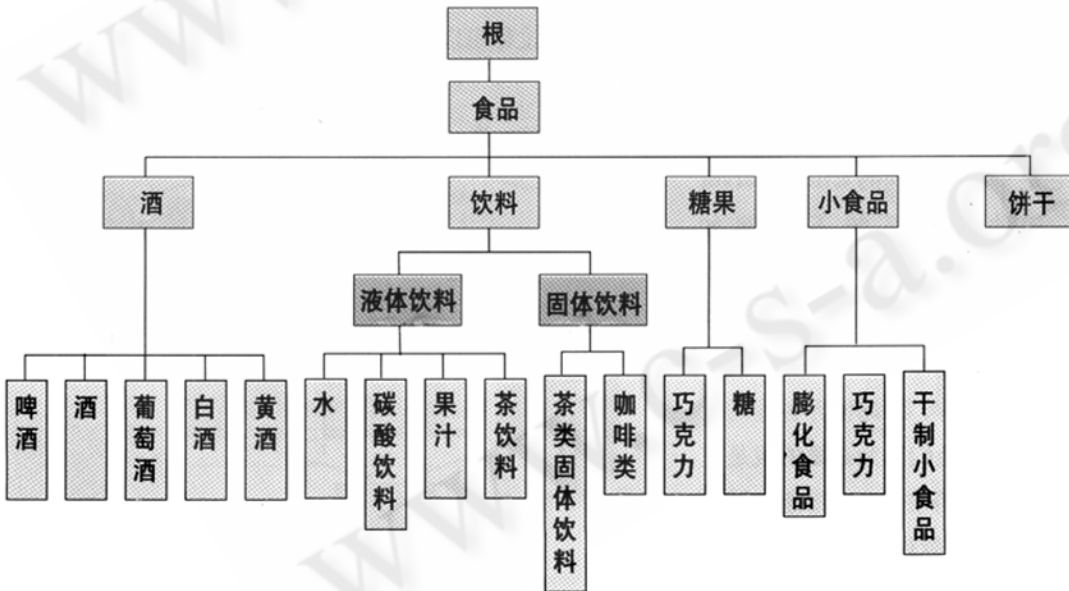 根
食品
酒
饮料
糖果
小食品
饼干
液体饮料
固体饮料
啤酒
酒
葡萄酒
白酒
黄酒
水
碳酸饮料
果汁
茶饮料
茶类固体饮料
咖啡类
巧克力
糖
膨化食品
巧克力
干制小食品